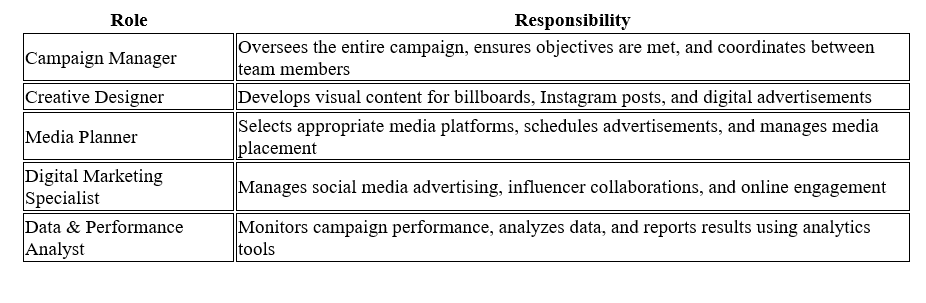 Role Responsibility
Campaign Manager
Oversees the entire campaign, ensures objectives are met, and coordinates between
team members
Creative Designer
Develops visual content for billboards, Instagram posts, and digital advertisements
Media Planner
Selects appropriate media platforms, schedules advertisements, and manages media
placement
Digital Marketing
Specialist
Manages social media advertising, influencer collaborations, and online engagement
Data & Performance
Analyst
Monitors campaign performance, analyzes data, and reports results using analytics
tools